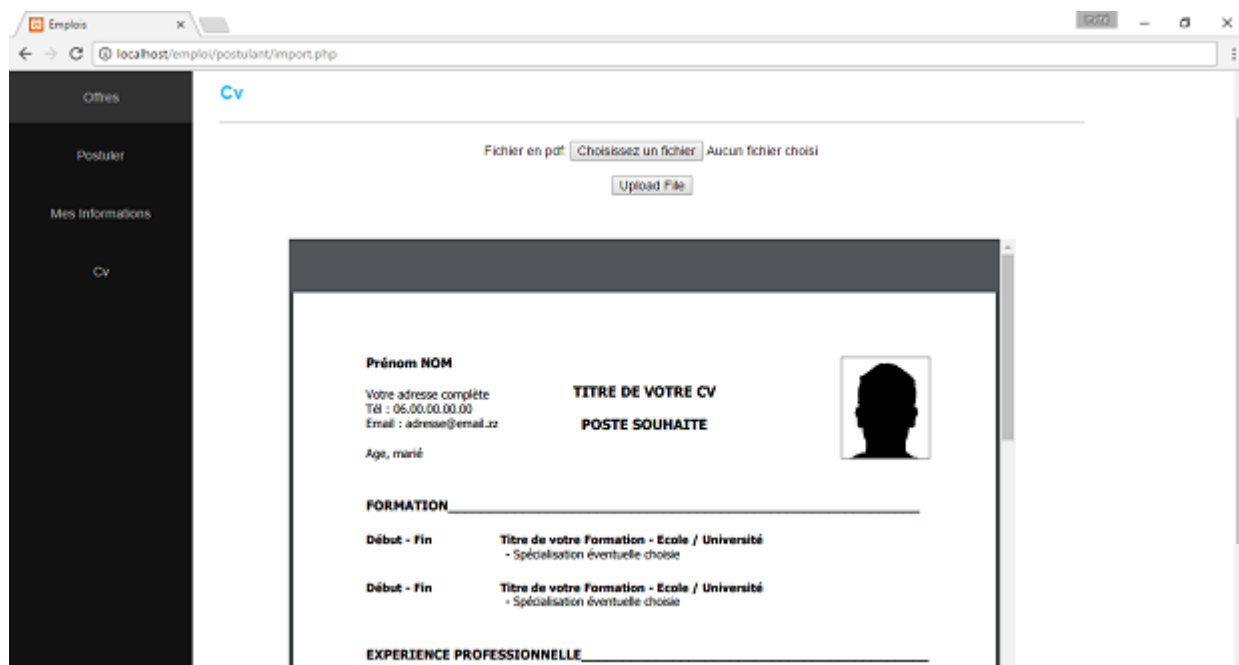 Emplois
localhost/emploi/postulant/import.php
Offres
Postuler
Mes Informations
Cv
Cv
Fichier en pdf: Choisissez un fichier Aucun fichier choisi
Upload File
Prénom NOM
Votre adresse complète
Tél : 06.00.00.00.00
Email : adresse@email.zz
Age, marié
TITRE DE VOTRE CV
POSTE SOUHAITE
FORMATION
Début - Fin Titre de votre Formation - Ecole / Université
- Spécialisation éventuelle choisie
Début - Fin Titre de votre Formation - Ecole / Université
- Spécialisation éventuelle choisie
EXPERIENCE PROFESSIONNELLE